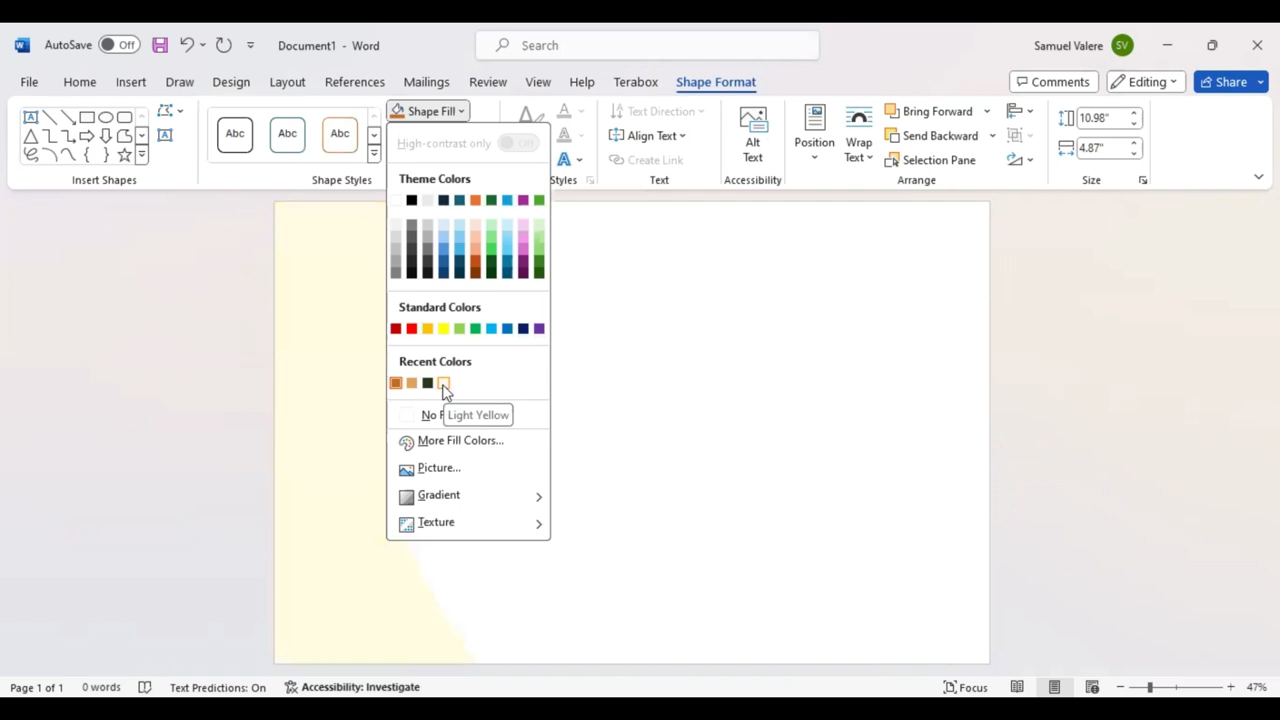 AutoSave Off Document1 - Word Search Samuel Valere SV
File Home Insert Draw Design Layout References Mailings Review View Help Terabox Shape Format Comments Editing Share
Abc Abc Abc Shape Fill Text Direction Bring Forward 10.98"
High-contrast only Off Align Text Alt Text Position Wrap Text Send Backward
Create Link Selection Pane 4.87"
Insert Shapes Shape Styles Styles Text Accessibility Arrange Size
Theme Colors
Standard Colors
Recent Colors
No F Light Yellow
More Fill Colors...
Picture...
Gradient
Texture
Page 1 of 1 0 words Text Predictions: On Accessibility: Investigate Focus 47%